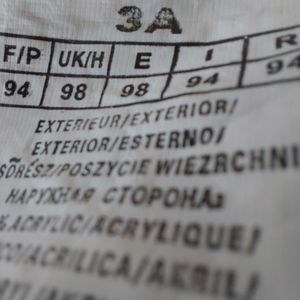 3A
F/P UK/H E I R
94 98 98 94 94
EXTERIEUR/EXTERIOR/
EXTERIOR/ESTERNO/
SŐRÉSZ/POSZYCIE WIEZRCHNI
НАРУЖНАЯ СТОРОНА:
% ACRYLIC/ACRYLIQUE/
CO/ACRILICA/AKRIL/